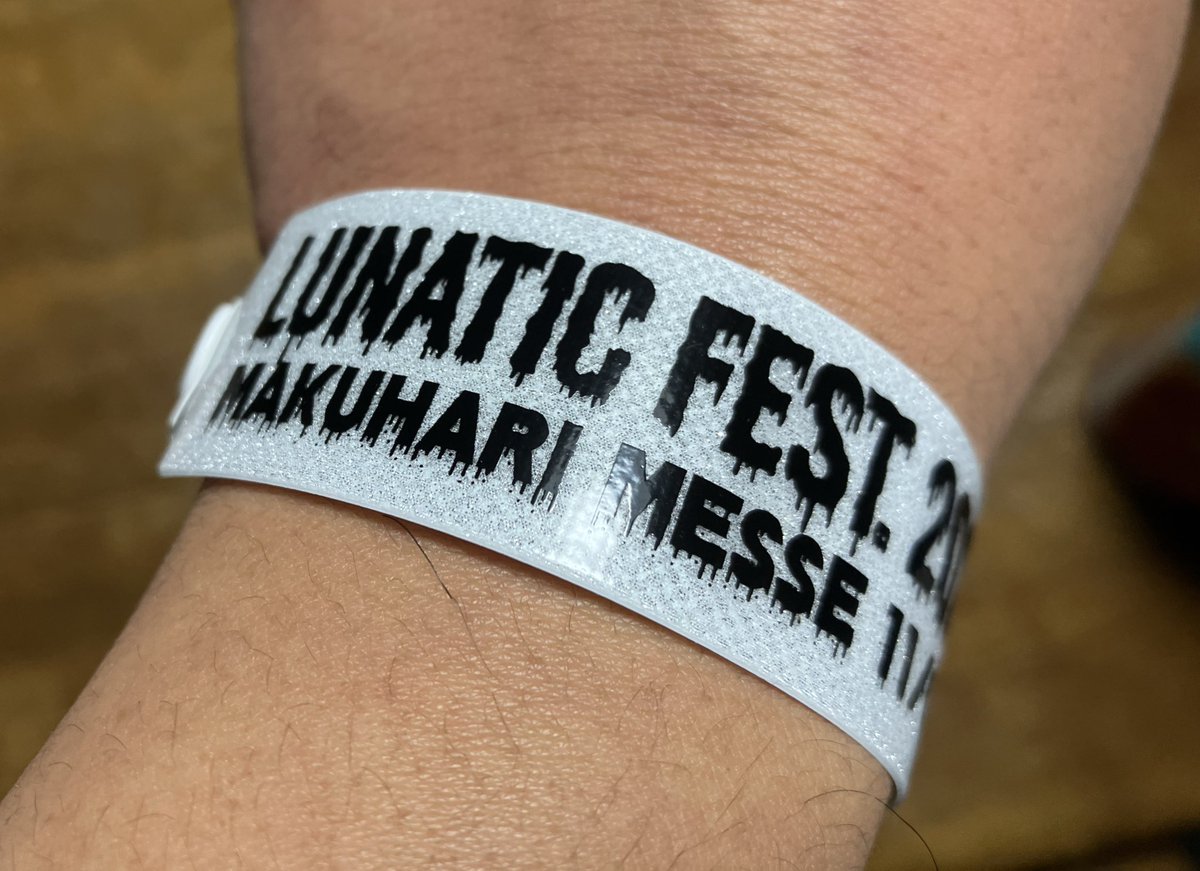 LUNATIC FEST. 20
MAKUHARI MESSE 11